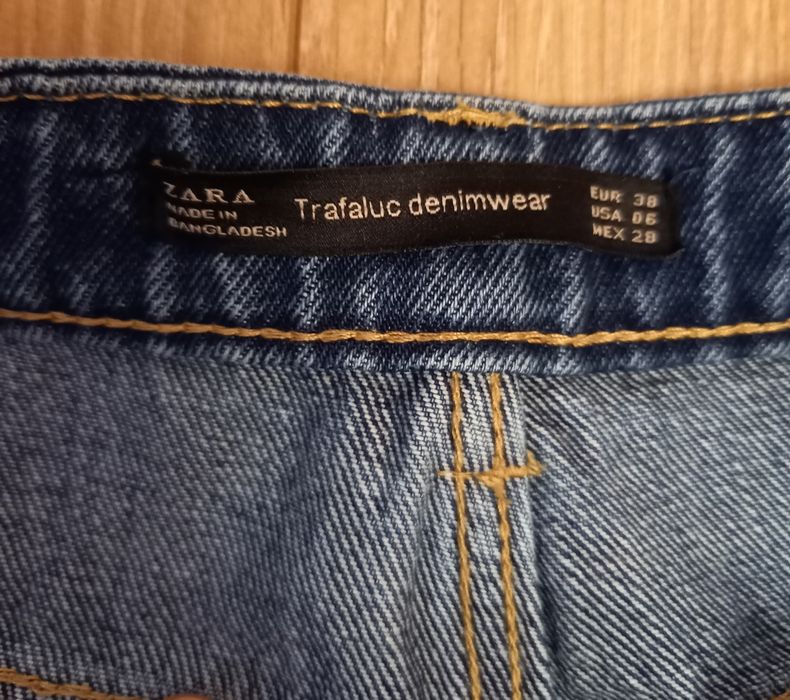 ZARA
MADE IN
BANGLADESH
Trafaluc denimwear
EUR 38
USA 06
MEX 28